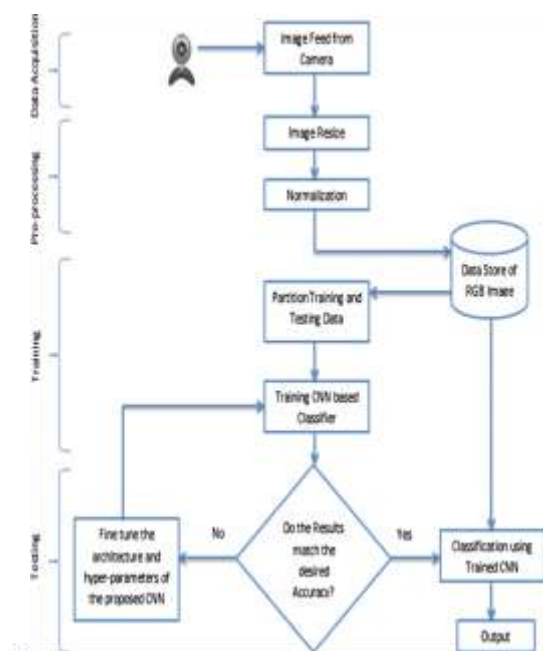 Data Acquisition
Image Feed from
Camera
Pre-processing
Image Resize
Normalization
Data Store of
RGB Image
Training
Partition Training and
Testing Data
Training CNN based
Classifier
Testing
Fine tune the
architecture and
hyper-parameters of
the proposed CNN
No
Do the Results
match the
desired
Accuracy?
Yes
Classification using
Trained CNN
Output